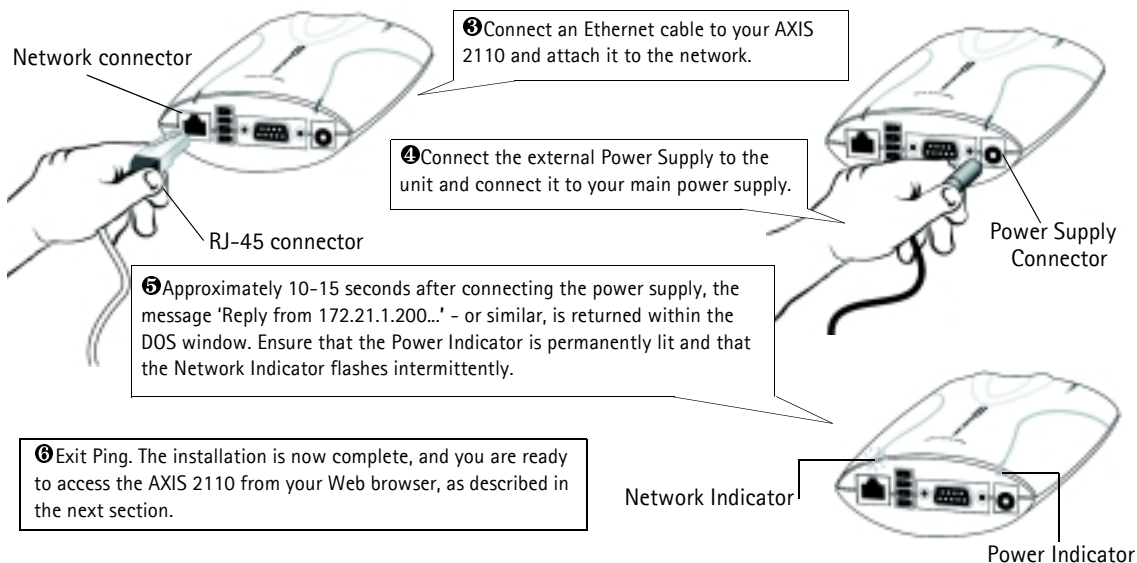 Network connector
❸Connect an Ethernet cable to your AXIS
2110 and attach it to the network.
❹Connect the external Power Supply to the
unit and connect it to your main power supply.
RJ-45 connector
Power Supply
Connector
❺Approximately 10-15 seconds after connecting the power supply, the
message ‘Reply from 172.21.1.200...’ - or similar, is returned within the
DOS window. Ensure that the Power Indicator is permanently lit and that
the Network Indicator flashes intermittently.
❻Exit Ping. The installation is now complete, and you are ready
to access the AXIS 2110 from your Web browser, as described in
the next section.
Network Indicator
Power Indicator